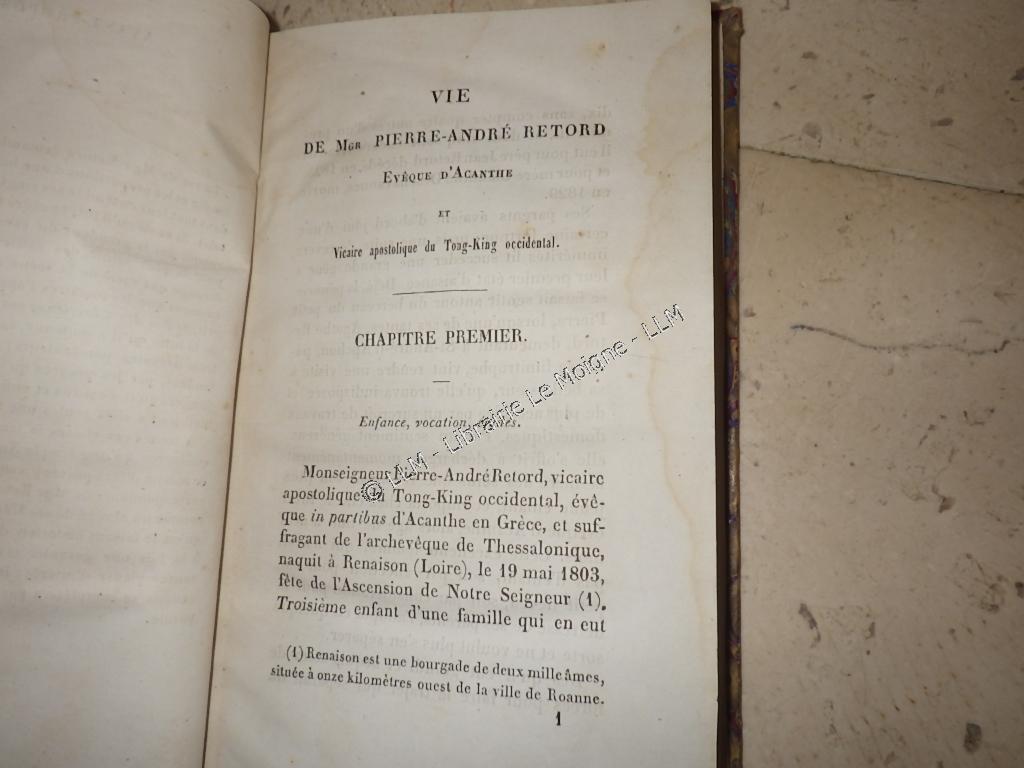 VIE
DE MGR PIERRE-ANDRÉ RETORD
EVÊQUE D'ACANTHE
ET
Vicaire apostolique du Tong-King occidental.
CHAPITRE PREMIER.
Enfance, vocation,
Monseigneur Pierre-André Retord, vicaire
apostolique du Tong-King occidental, évê-
que in partibus d'Acanthe en Grèce, et suf-
fragant de l'archevêque de Thessalonique,
naquit à Renaison (Loire), le 19 mai 1803,
fête de l'Ascension de Notre Seigneur (1).
Troisième enfant d'une famille qui en eut
(1) Renaison est une bourgade de deux mille âmes,
située à onze kilomètres ouest de la ville de Roanne.
1
© LLM - Librairie Le Moigne - LLM